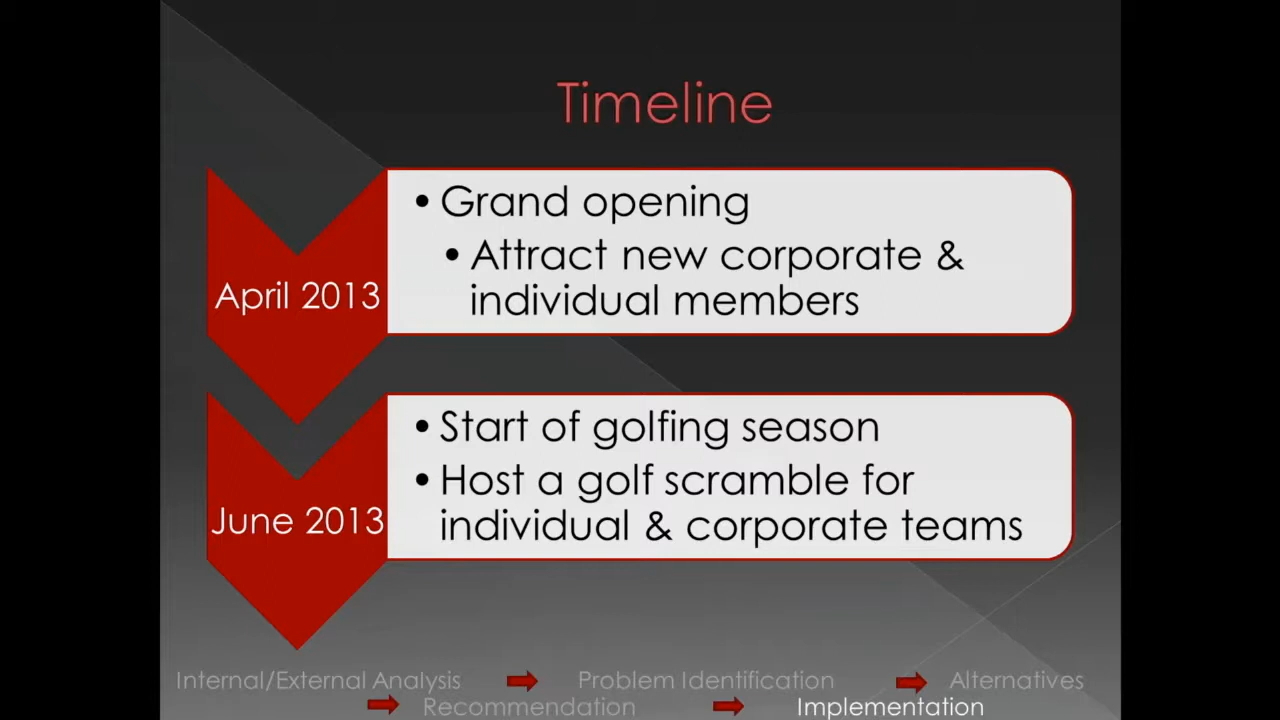 Timeline
April 2013
• Grand opening
• Attract new corporate &
individual members
June 2013
• Start of golfing season
• Host a golf scramble for
individual & corporate teams
Internal/External Analysis Problem Identification Alternatives
Recommendation Implementation